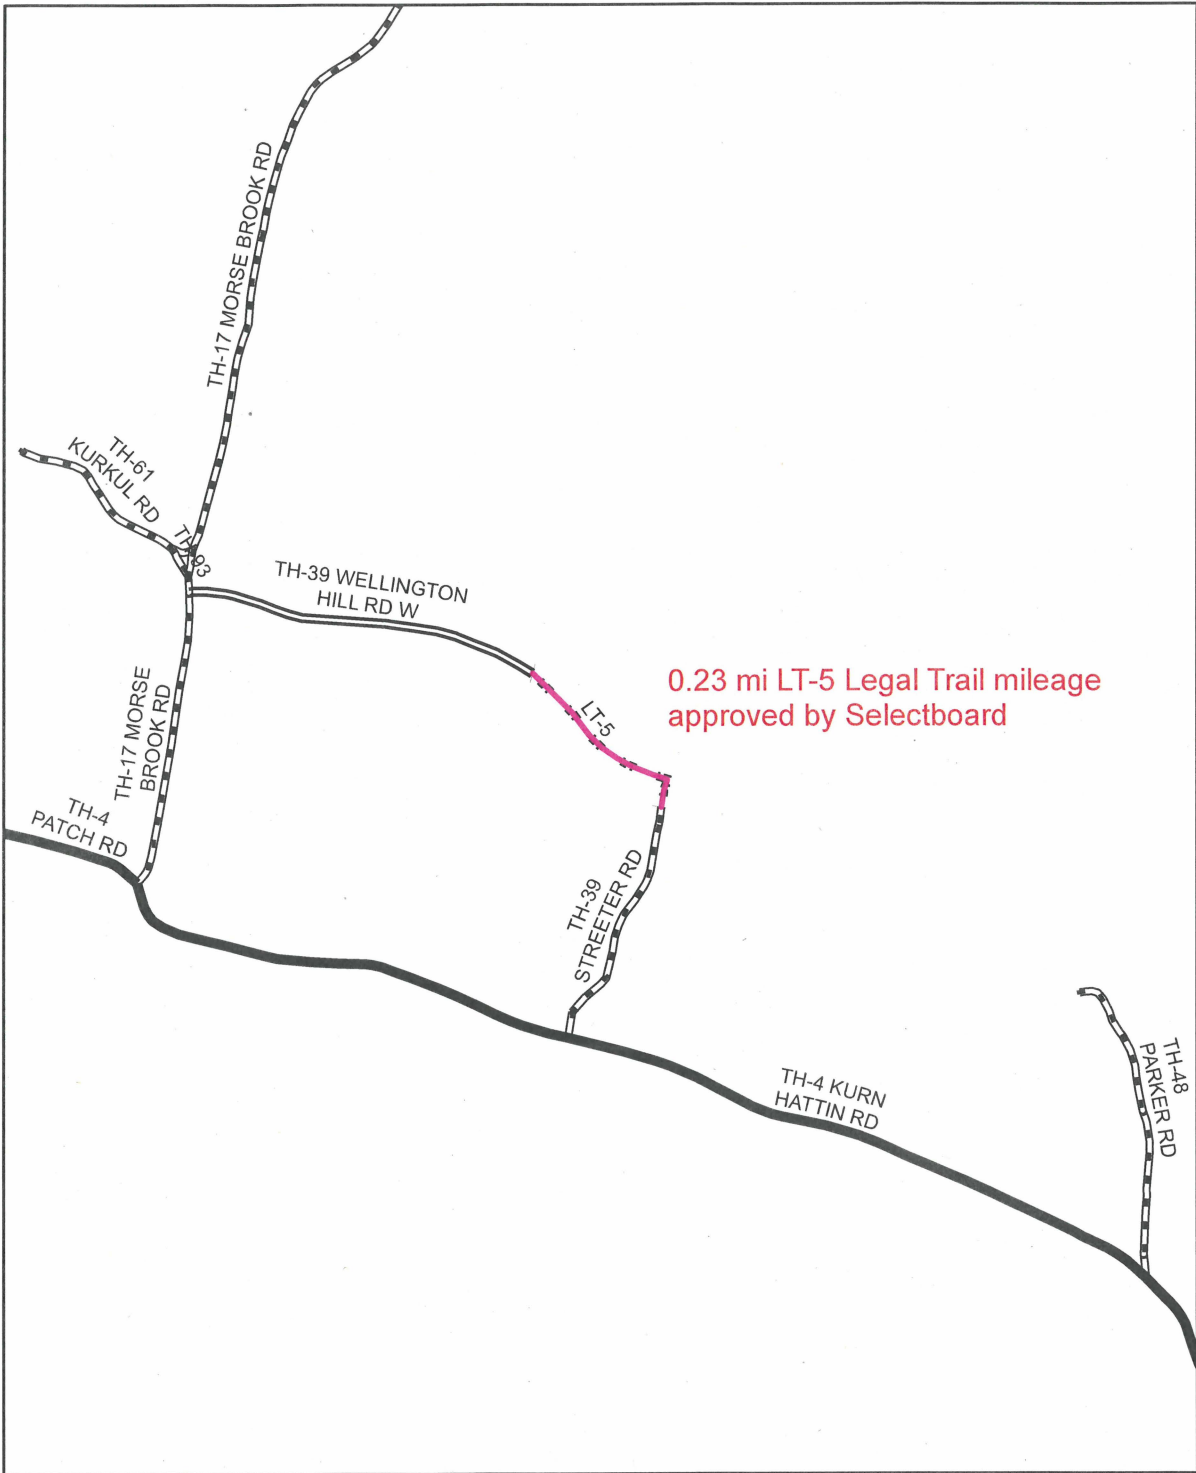 TH-17 MORSE BROOK RD
TH-61
KURKUL RD
TH-93
TH-39 WELLINGTON
HILL RD W
LT-5
0.23 mi LT-5 Legal Trail mileage
approved by Selectboard
TH-17 MORSE
BROOK RD
TH-4
PATCH RD
TH-39
STREETER RD
TH-4 KURN
HATTIN RD
TH-48
PARKER RD